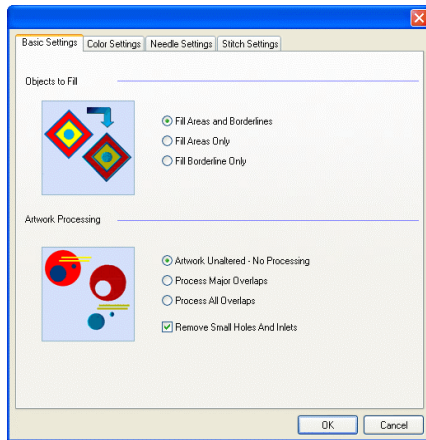 Basic Settings Color Settings Needle Settings Stitch Settings
Objects to Fill
Fill Areas and Borderlines
Fill Areas Only
Fill Borderline Only
Artwork Processing
Artwork Unaltered - No Processing
Process Major Overlaps
Process All Overlaps
Remove Small Holes And Inlets
OK Cancel